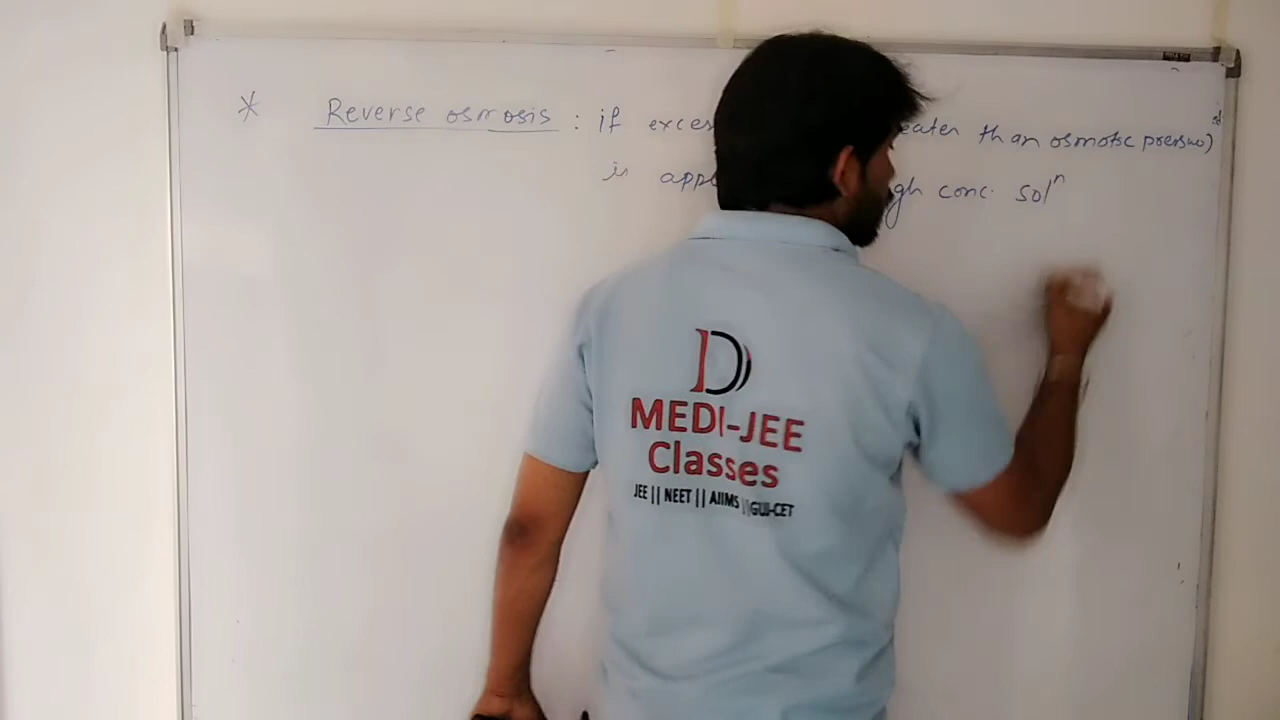 * Reverse osmosis : if exces eater than osmotic pressure)
is app gh conc. solⁿ
MEDI-JEE
Classes
JEE || NEET || AIIMS || GUJ-CET